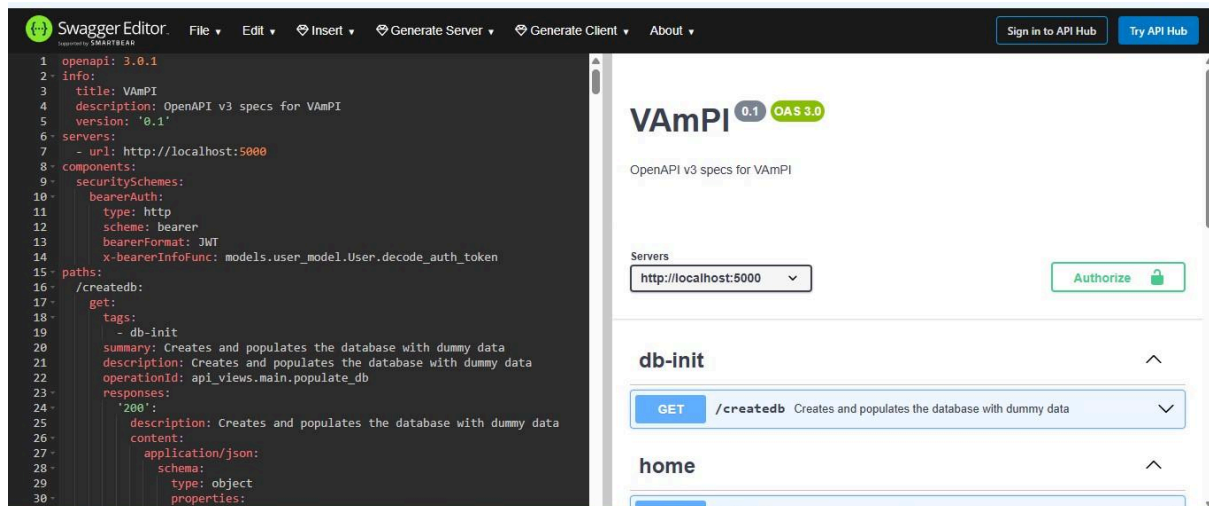 Swagger Editor. File Edit Insert Generate Server Generate Client About Sign in to API Hub Try API Hub
Supported by SMARTBEAR
1 openapi: 3.0.1
2 info:
3 title: VAmPI
4 description: OpenAPI v3 specs for VAmPI
5 version: '0.1'
6 servers:
7 - url: http://localhost:5000
8 components:
9 securitySchemes:
10 bearerAuth:
11 type: http
12 scheme: bearer
13 bearerFormat: JWT
14 x-bearerInfoFunc: models.user_model.User.decode_auth_token
15 paths:
16 /createdb:
17 get:
18 tags:
19 - db-init
20 summary: Creates and populates the database with dummy data
21 description: Creates and populates the database with dummy data
22 operationId: api_views.main.populate_db
23 responses:
24 '200':
25 description: Creates and populates the database with dummy data
26 content:
27 application/json:
28 schema:
29 type: object
30 properties:
VAmPI 0.1 OAS 3.0
OpenAPI v3 specs for VAmPI
Servers
http://localhost:5000
Authorize
db-init
GET /createdb Creates and populates the database with dummy data
home